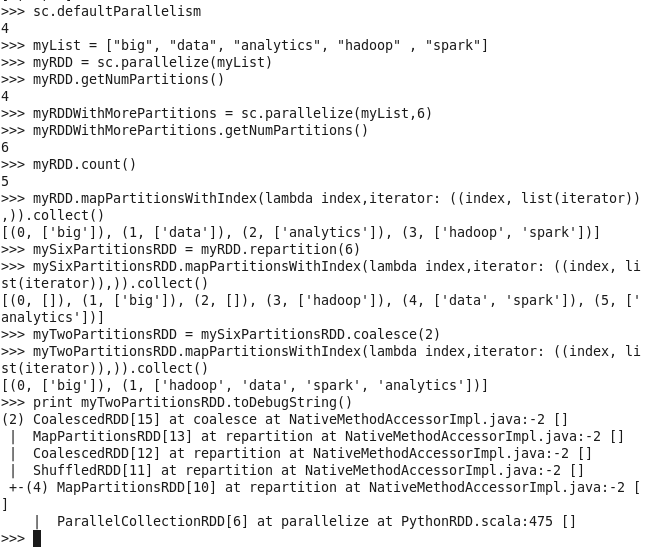 >>> sc.defaultParallelism
4
>>> myList = ["big", "data", "analytics", "hadoop" , "spark"]
>>> myRDD = sc.parallelize(myList)
>>> myRDD.getNumPartitions()
4
>>> myRDDWithMorePartitions = sc.parallelize(myList,6)
>>> myRDDWithMorePartitions.getNumPartitions()
6
>>> myRDD.count()
5
>>> myRDD.mapPartitionsWithIndex(lambda index,iterator: ((index, list(iterator))
,)).collect()
[(0, ['big']), (1, ['data']), (2, ['analytics']), (3, ['hadoop', 'spark'])]
>>> mySixPartitionsRDD = myRDD.repartition(6)
>>> mySixPartitionsRDD.mapPartitionsWithIndex(lambda index,iterator: ((index, li
st(iterator)),)).collect()
[(0, []), (1, ['big']), (2, []), (3, ['hadoop']), (4, ['data', 'spark']), (5, ['
analytics'])]
>>> myTwoPartitionsRDD = mySixPartitionsRDD.coalesce(2)
>>> myTwoPartitionsRDD.mapPartitionsWithIndex(lambda index,iterator: ((index, li
st(iterator)),)).collect()
[(0, ['big']), (1, ['hadoop', 'data', 'spark', 'analytics'])]
>>> print myTwoPartitionsRDD.toDebugString()
(2) CoalescedRDD[15] at coalesce at NativeMethodAccessorImpl.java:-2 []
 |  MapPartitionsRDD[13] at repartition at NativeMethodAccessorImpl.java:-2 []
 |  CoalescedRDD[12] at repartition at NativeMethodAccessorImpl.java:-2 []
 |  ShuffledRDD[11] at repartition at NativeMethodAccessorImpl.java:-2 []
 +-(4) MapPartitionsRDD[10] at repartition at NativeMethodAccessorImpl.java:-2 [
]
    |  ParallelCollectionRDD[6] at parallelize at PythonRDD.scala:475 []
>>>